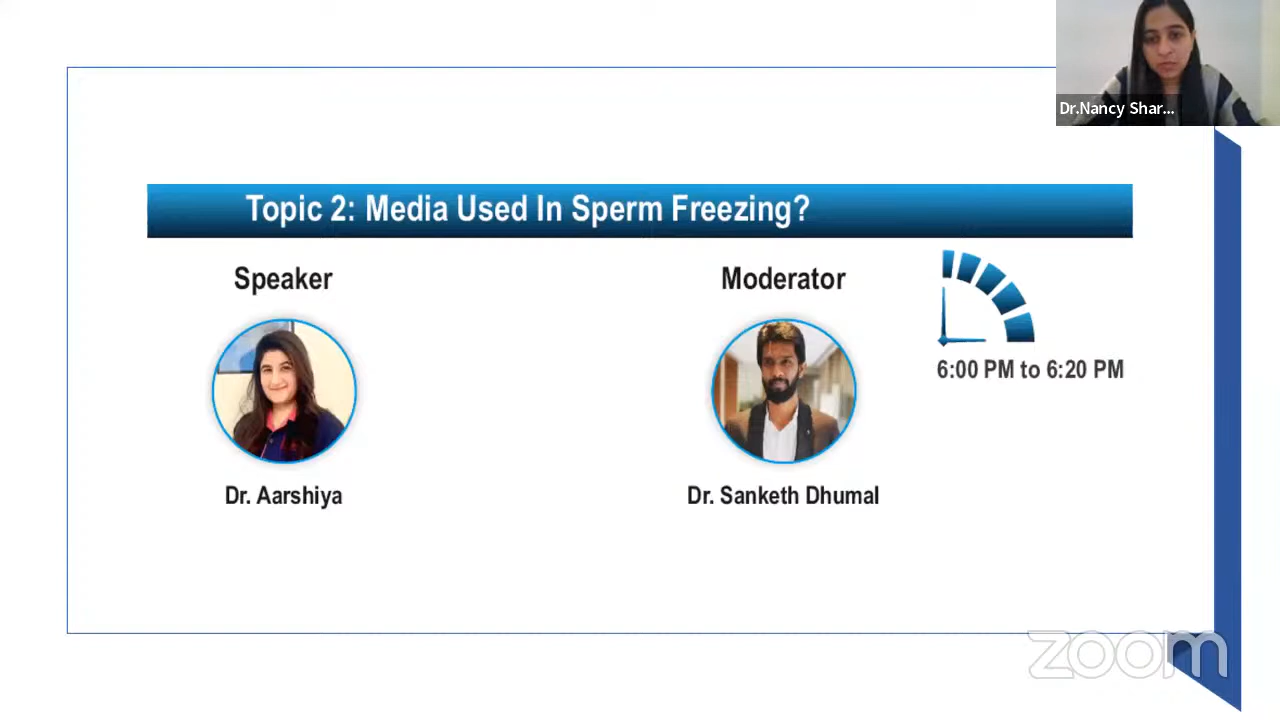 Dr.Nancy Shar...
Topic 2: Media Used In Sperm Freezing?
Speaker
Moderator
6:00 PM to 6:20 PM
Dr. Aarshiya
Dr. Sanketh Dhumal
zoom